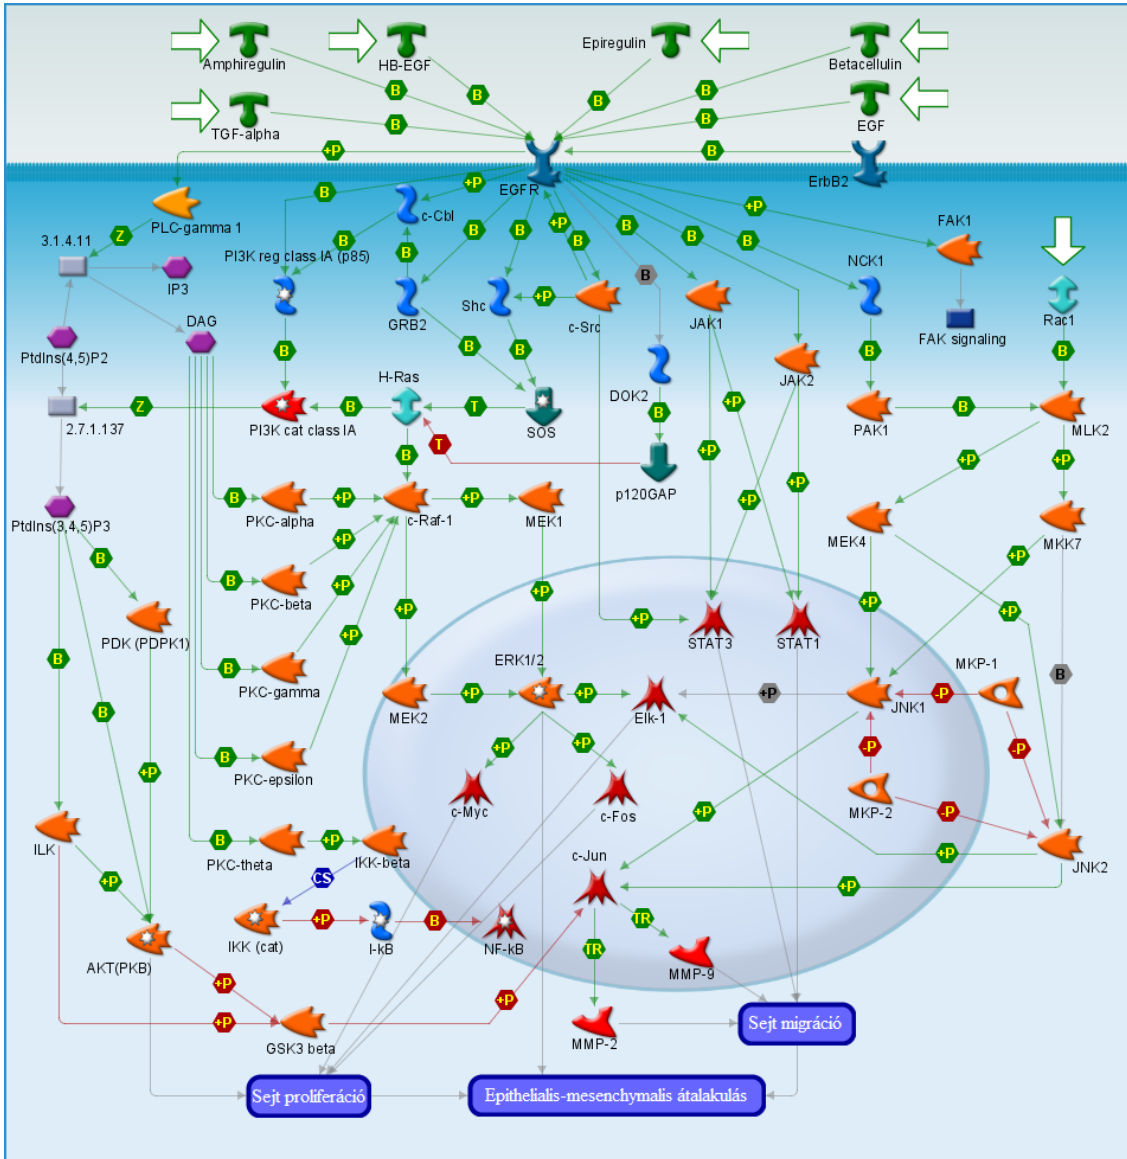 Amphiregulin
HB-EGF
Epiregulin
Betacellulin
B
B
B
B
TGF-alpha
B
B
EGF
+P
B
EGFR
ErbB2
PLC-gamma 1
B
+P
c-Cbl
B
B
+P
B
B
B
B
+P
FAK1
3.1.4.11
Z
PI3K reg class IA (p85)
B
B
B
NCK1
IP3
GRB2
Shc
+P
c-Src
JAK1
Rac1
FAK signaling
DAG
PtdIns(4,5)P2
B
B
B
B
+P
JAK2
H-Ras
DOK2
2.7.1.137
Z
PI3K cat class IA
B
T
SOS
B
PAK1
B
MLK2
T
B
+P
+P
+P
+P
p120GAP
+P
PtdIns(3,4,5)P3
B
PKC-alpha
+P
c-Raf-1
+P
MEK1
MEK4
MKK7
B
+P
+P
B
PKC-beta
+P
+P
+P
+P
PDK (PDPK1)
+P
STAT3
STAT1
B
B
PKC-gamma
ERK1/2
MKP-1
B
MEK2
+P
+P
Elk-1
+P
JNK1
-P
B
B
PKC-epsilon
+P
+P
-P
-P
+P
c-Myc
c-Fos
+P
MKP-2
-P
ILK
B
PKC-theta
+P
IKK-beta
c-Jun
+P
JNK2
+P
CS
+P
IKK (cat)
+P
I-kB
B
NF-kB
TR
TR
MMP-9
AKT(PKB)
+P
+P
GSK3 beta
+P
MMP-2
Sejt migráció
Sejt proliferáció
Epithelialis-mesenchymalis átalakulás